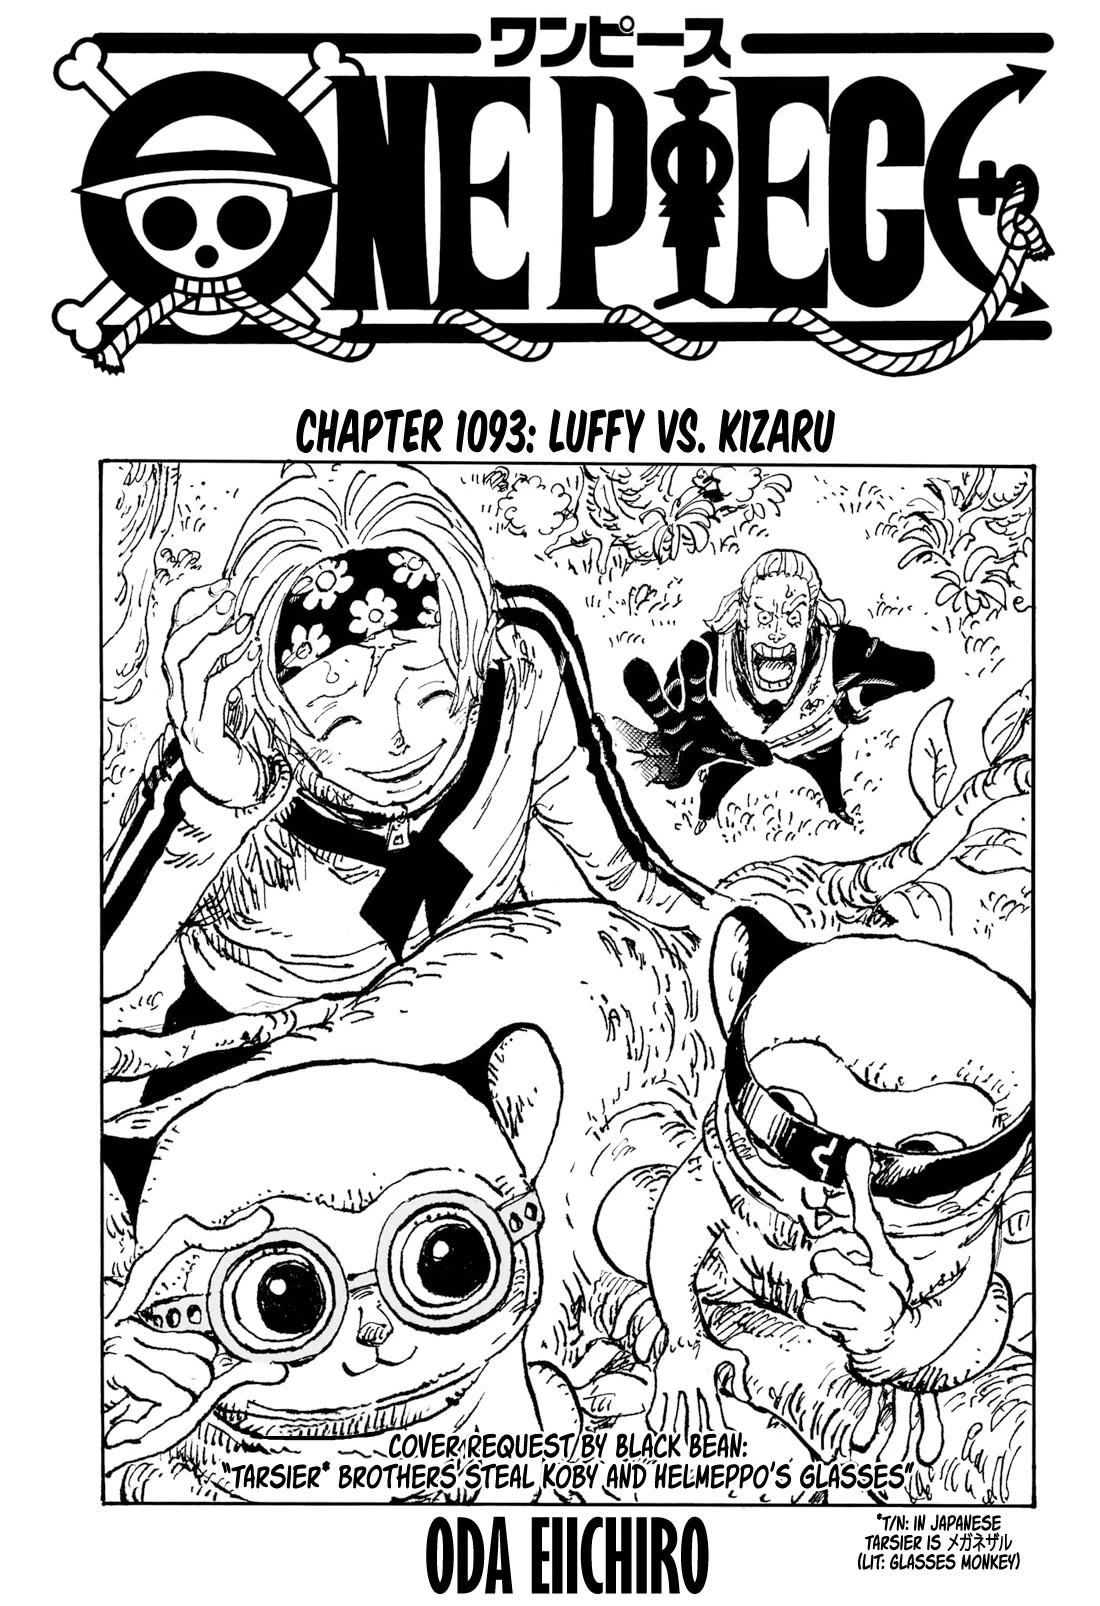 ワンピース
ONE PIECE
CHAPTER 1093: LUFFY VS. KIZARU
COVER REQUEST BY BLACK BEAN:
"TARSIER* BROTHERS STEAL KOBY AND HELMEPPO'S GLASSES"
ODA EIICHIRO
*T/N: IN JAPANESE
TARSIER IS メガネザル
(LIT: GLASSES MONKEY)